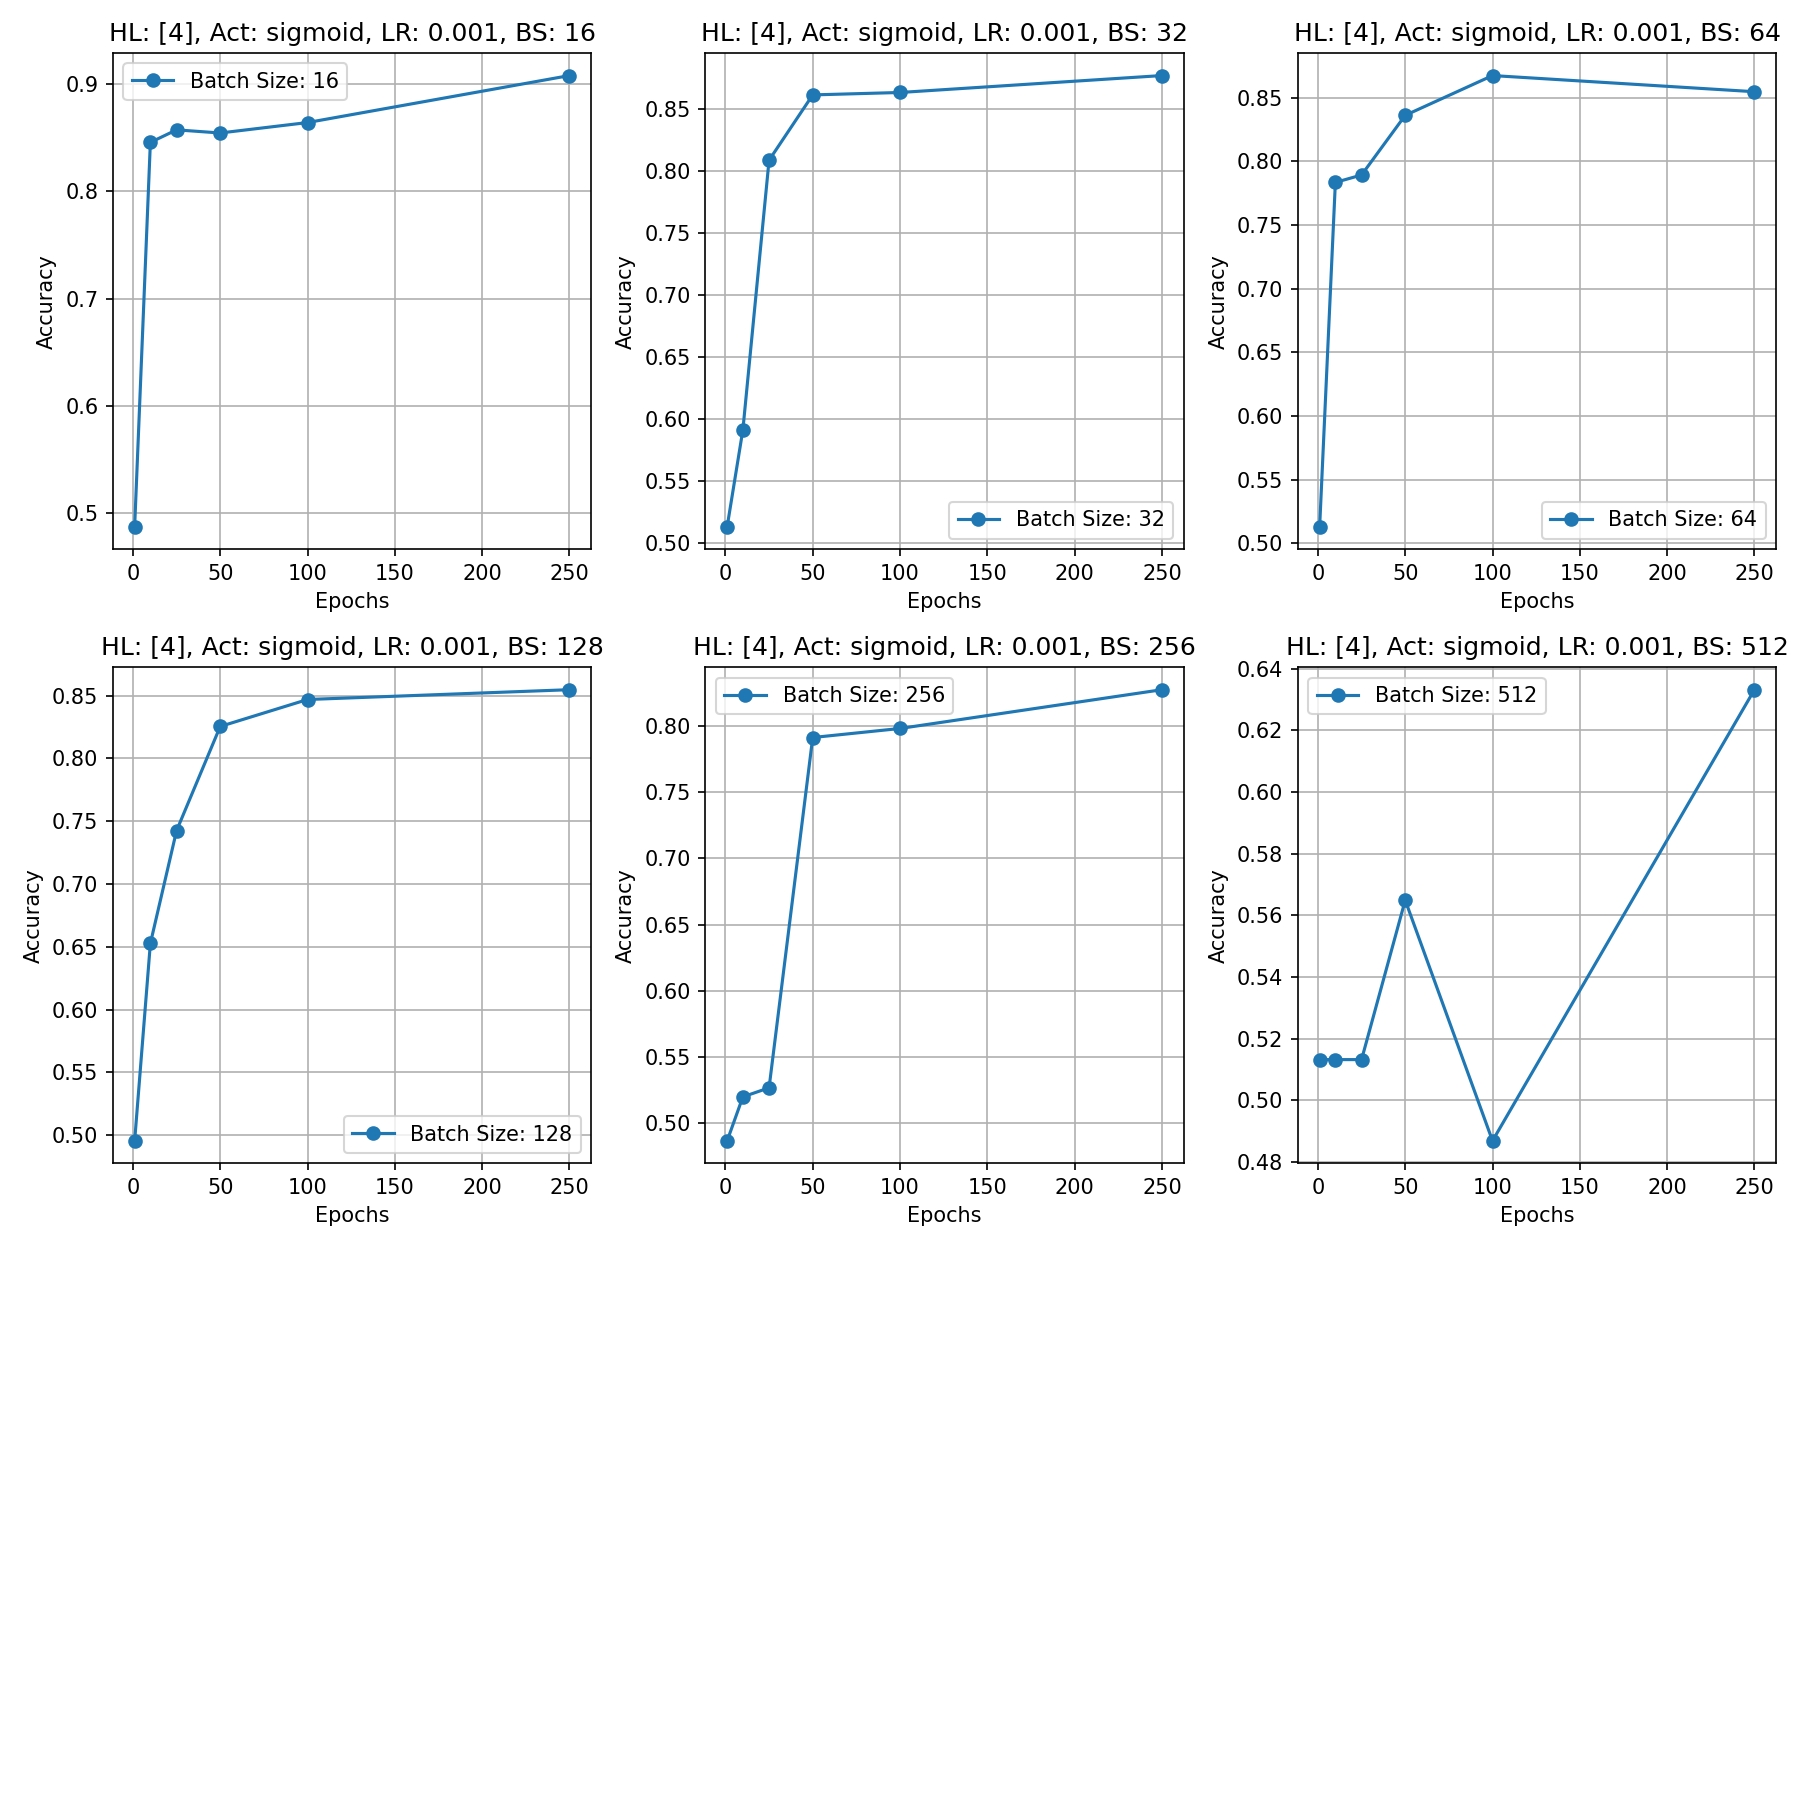 HL: [4], Act: sigmoid, LR: 0.001, BS: 16
Accuracy
0.9
0.8
0.7
0.6
0.5
Batch Size: 16
0 50 100 150 200 250
Epochs
HL: [4], Act: sigmoid, LR: 0.001, BS: 32
Accuracy
0.85
0.80
0.75
0.70
0.65
0.60
0.55
0.50
Batch Size: 32
0 50 100 150 200 250
Epochs
HL: [4], Act: sigmoid, LR: 0.001, BS: 64
Accuracy
0.85
0.80
0.75
0.70
0.65
0.60
0.55
0.50
Batch Size: 64
0 50 100 150 200 250
Epochs
HL: [4], Act: sigmoid, LR: 0.001, BS: 128
Accuracy
0.85
0.80
0.75
0.70
0.65
0.60
0.55
0.50
Batch Size: 128
0 50 100 150 200 250
Epochs
HL: [4], Act: sigmoid, LR: 0.001, BS: 256
Accuracy
0.80
0.75
0.70
0.65
0.60
0.55
0.50
Batch Size: 256
0 50 100 150 200 250
Epochs
HL: [4], Act: sigmoid, LR: 0.001, BS: 512
Accuracy
0.64
0.62
0.60
0.58
0.56
0.54
0.52
0.50
0.48
Batch Size: 512
0 50 100 150 200 250
Epochs